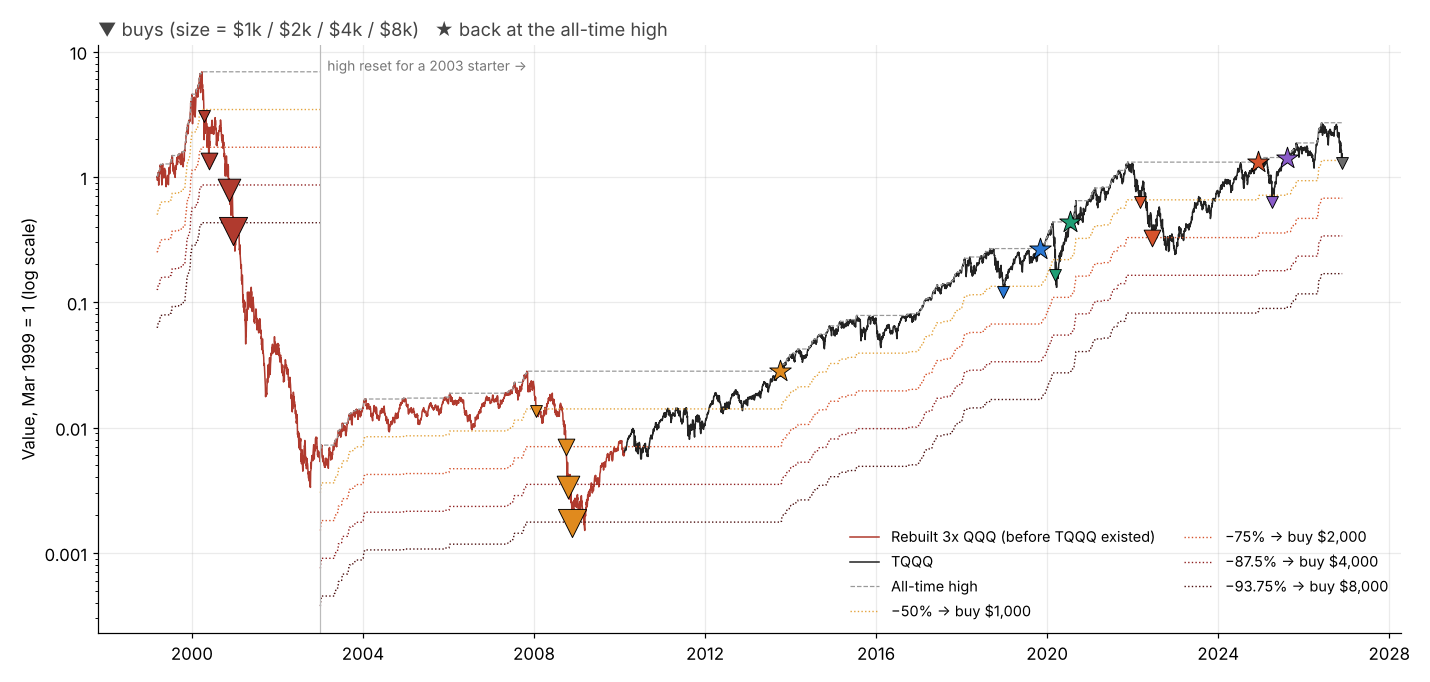 ▼ buys (size = $1k / $2k / $4k / $8k) ★ back at the all-time high
high reset for a 2003 starter →
Value, Mar 1999 = 1 (log scale)
10
1
0.1
0.01
0.001
Rebuilt 3x QQQ (before TQQQ existed)
TQQQ
All-time high
−50% → buy $1,000
−75% → buy $2,000
−87.5% → buy $4,000
−93.75% → buy $8,000
2000 2004 2008 2012 2016 2020 2024 2028